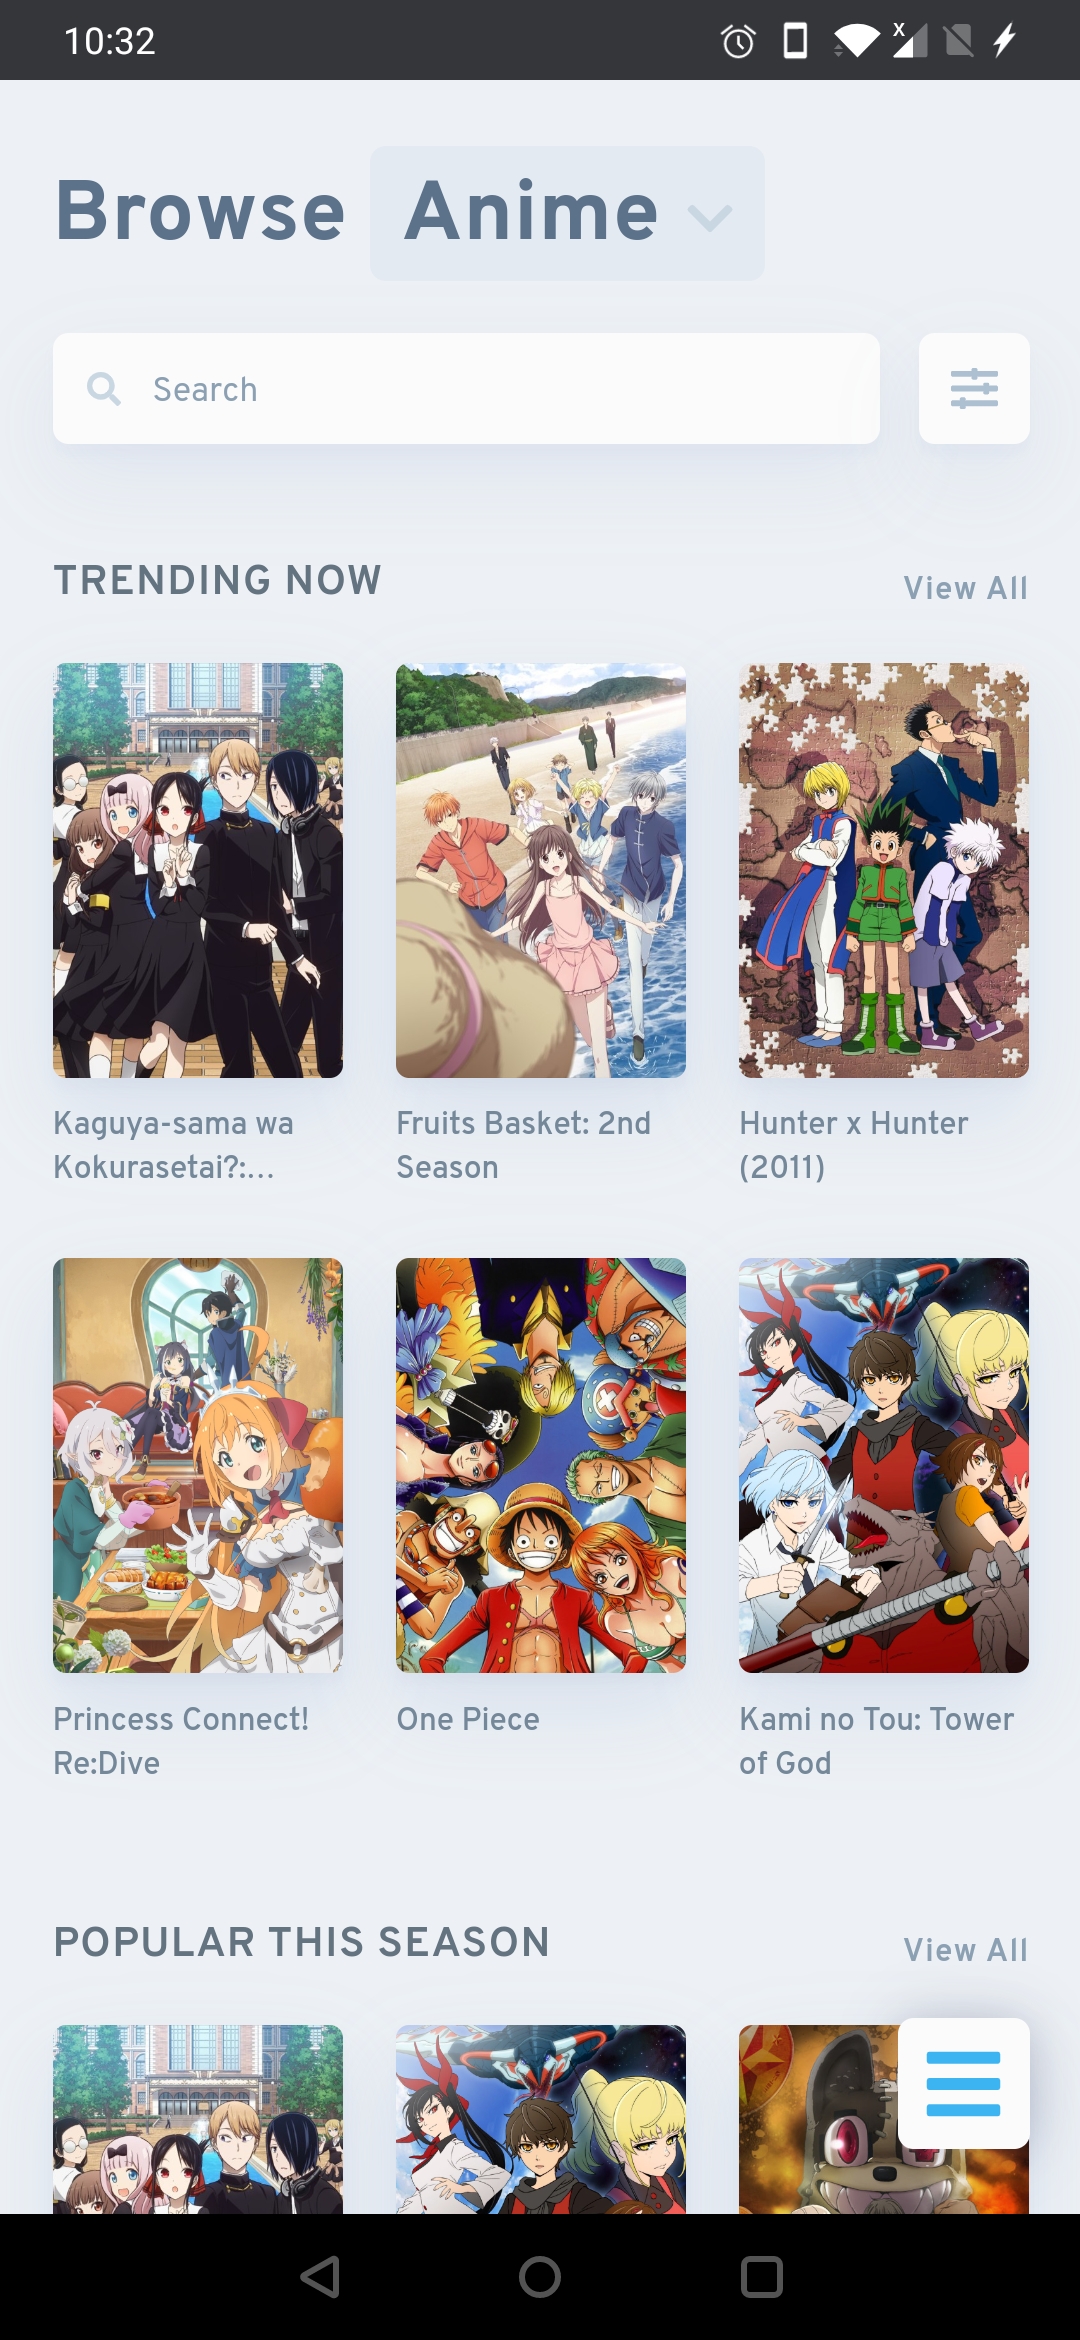 10:32
Browse Anime
Search
TRENDING NOW
View All
Kaguya-sama wa
Kokurasetai?:...
Fruits Basket: 2nd
Season
Hunter x Hunter
(2011)
Princess Connect!
Re:Dive
One Piece
Kami no Tou: Tower
of God
POPULAR THIS SEASON
View All